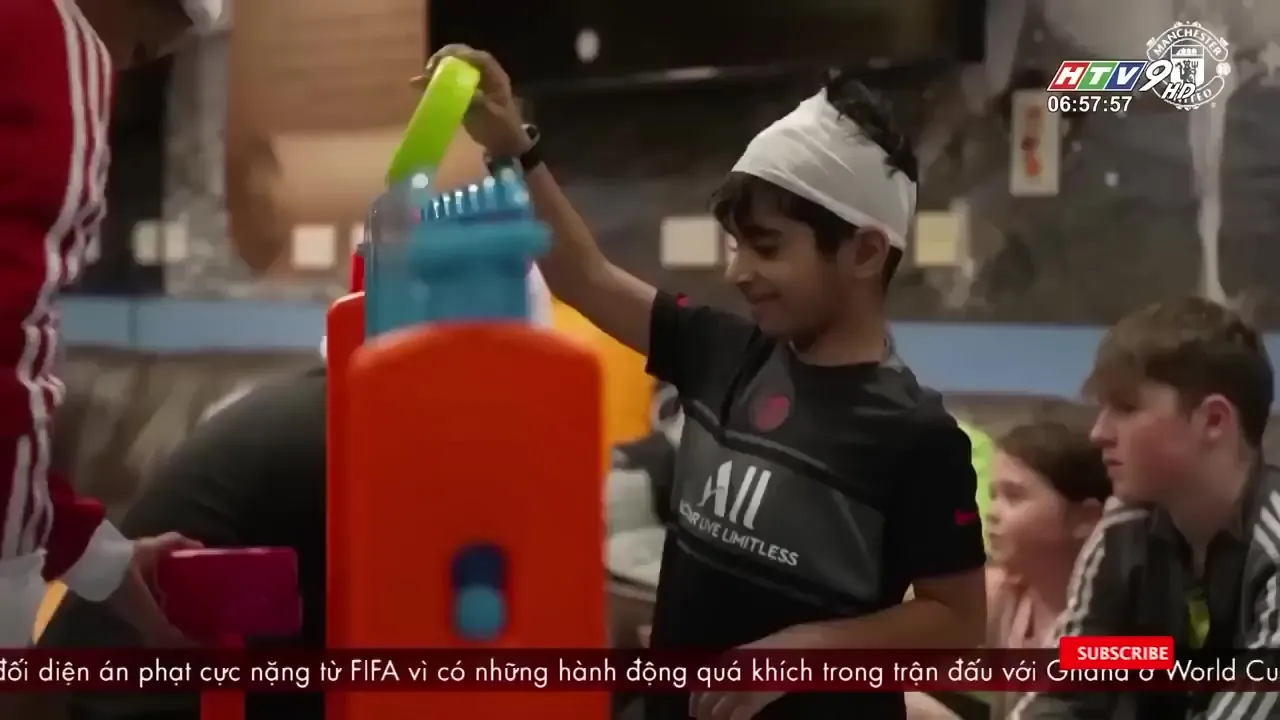 MANCHESTER
UNITED
HTV9
HD
06:57:57
All
LIVE LIMITLESS
SUBSCRIBE
đối diện án phạt cực nặng từ FIFA vì có những hành động quá khích trong trận đấu với Ghana ở World Cu